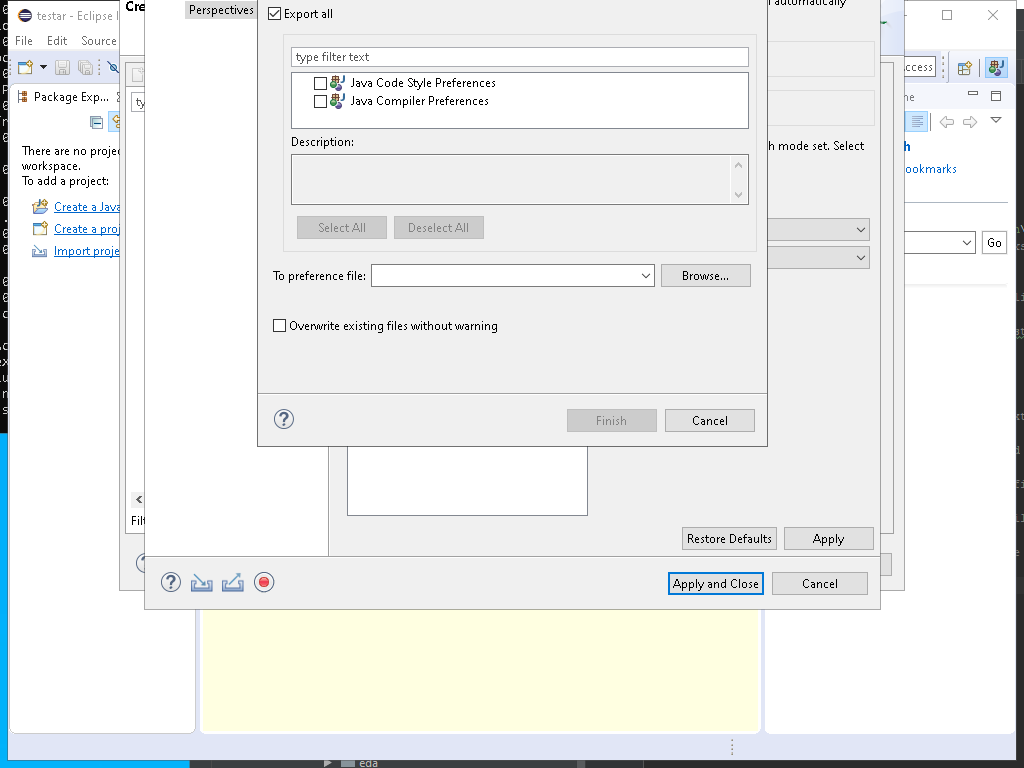 testar - Eclipse I
File Edit Source
Package Exp...
There are no proje
workspace.
To add a project:
Create a Java
Create a proj
Import proje
Cre
ty
Filt
Perspectives
Export all
type filter text
Java Code Style Preferences
Java Compiler Preferences
Description:
Select All Deselect All
To preference file: Browse...
Overwrite existing files without warning
Finish Cancel
automatically
h mode set. Select
ccess
ne
h
ookmarks
Go
Restore Defaults Apply
Apply and Close Cancel
eda